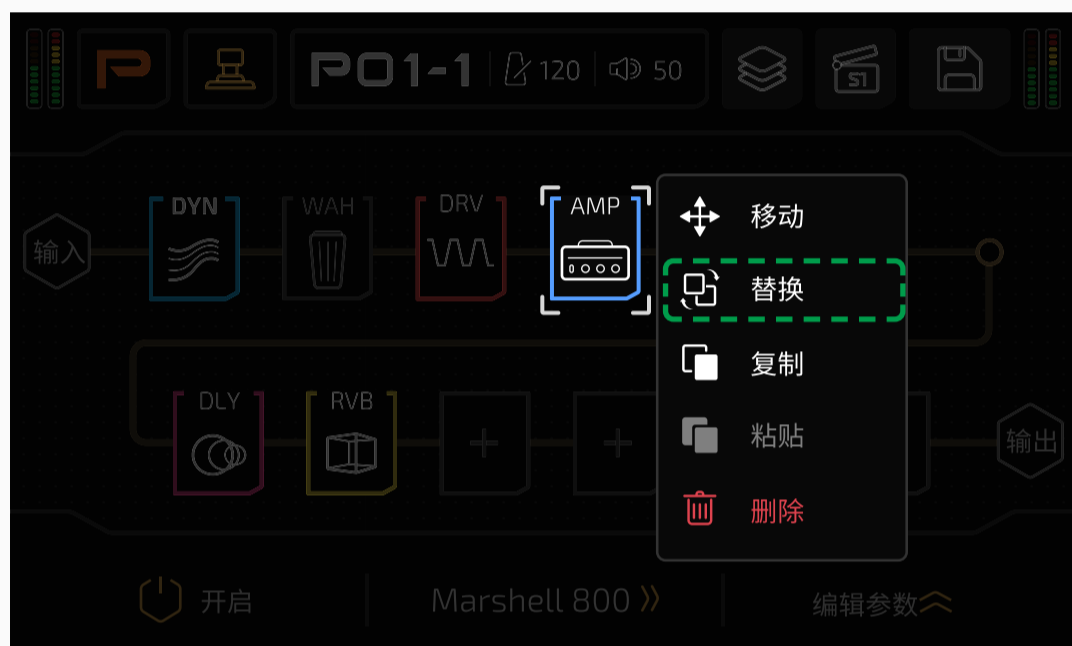 P01-1
120
50
S1
输入
DYN
WAH
DRV
AMP
移动
替换
复制
粘贴
删除
DLY
RVB
输出
开启
Marshell 800
编辑参数